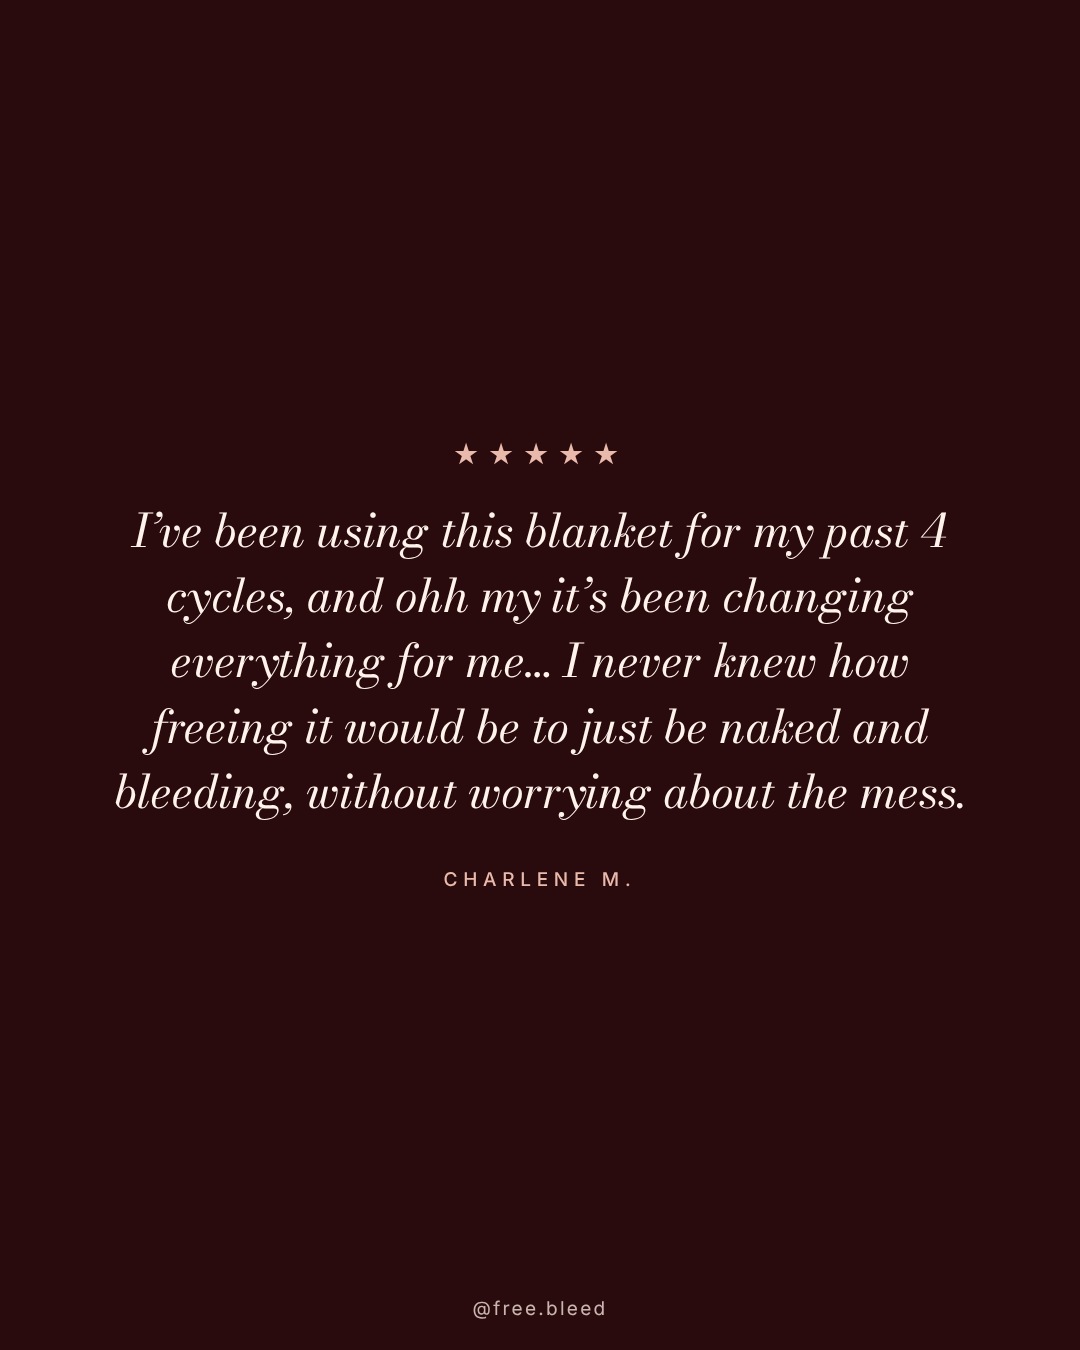 ★★★★★
I’ve been using this blanket for my past 4
cycles, and ohh my it’s been changing
everything for me... I never knew how
freeing it would be to just be naked and
bleeding, without worrying about the mess.
CHARLENE M.
@free.bleed